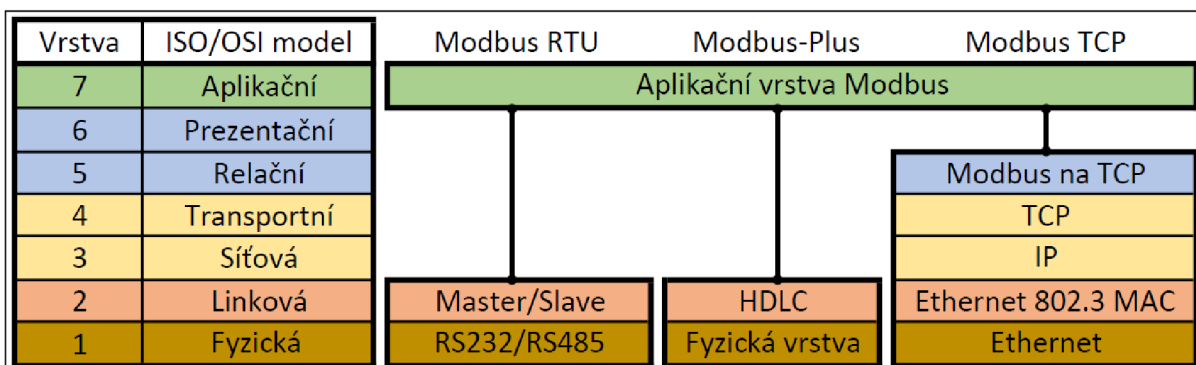 Vrstva ISO/OSI model Modbus RTU Modbus-Plus Modbus TCP
7 Aplikační Aplikační vrstva Modbus
6 Prezentační
5 Relační Modbus na TCP
4 Transportní TCP
3 Síťová IP
2 Linková Master/Slave HDLC Ethernet 802.3 MAC
1 Fyzická RS232/RS485 Fyzická vrstva Ethernet